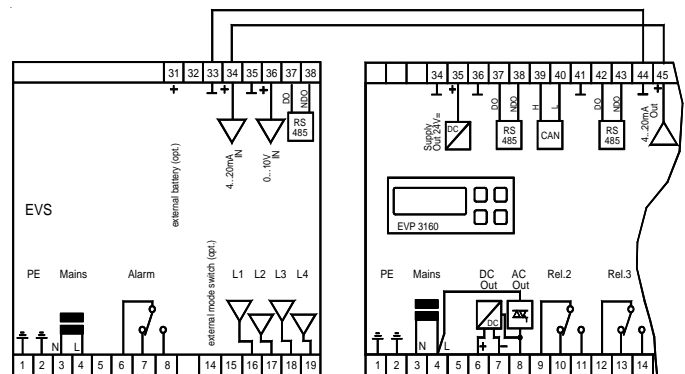 31 32 33 34 35 36 37 38
+ + +
DO NDO
RS 485
4...20mA IN
0...10V IN
external battery (opt.)
EVS
PE Mains Alarm
external mode switch (opt.)
L1 L2 L3 L4
N L
1 2 3 4 5 6 7 8 14 15 16 17 18 19
34 35 36 37 38 39 40 41 42 43 44 45
+ +
DO NDO H L DO NDO
Supply Out 24V=
DC
RS 485
CAN
RS 485
4...20mA Out
EVP 3160
PE Mains DC Out AC Out Rel.2 Rel.3
DC
N L + −
1 2 3 4 5 6 7 8 9 10 11 12 13 14